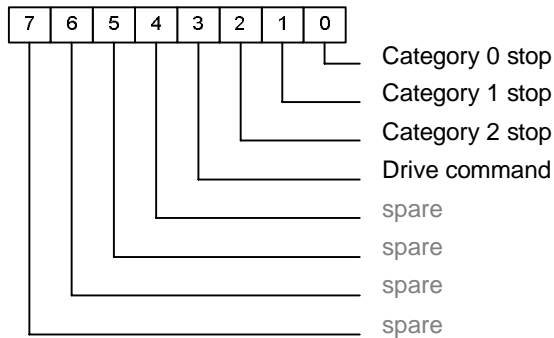 7 6 5 4 3 2 1 0
Category 0 stop
Category 1 stop
Category 2 stop
Drive command
spare
spare
spare
spare